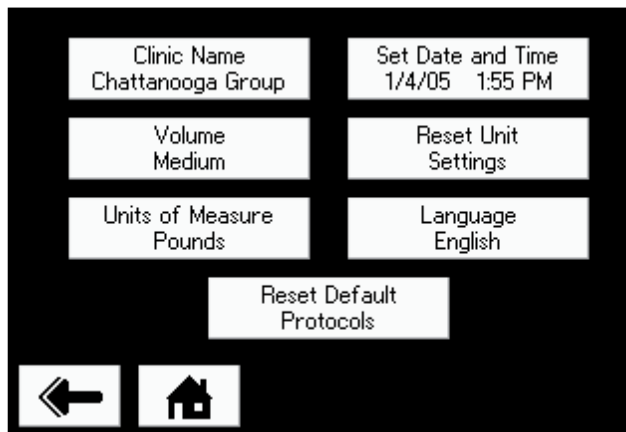 Clinic Name
Chattanooga Group
Set Date and Time
1/4/05 1:55 PM
Volume
Medium
Reset Unit
Settings
Units of Measure
Pounds
Language
English
Reset Default
Protocols